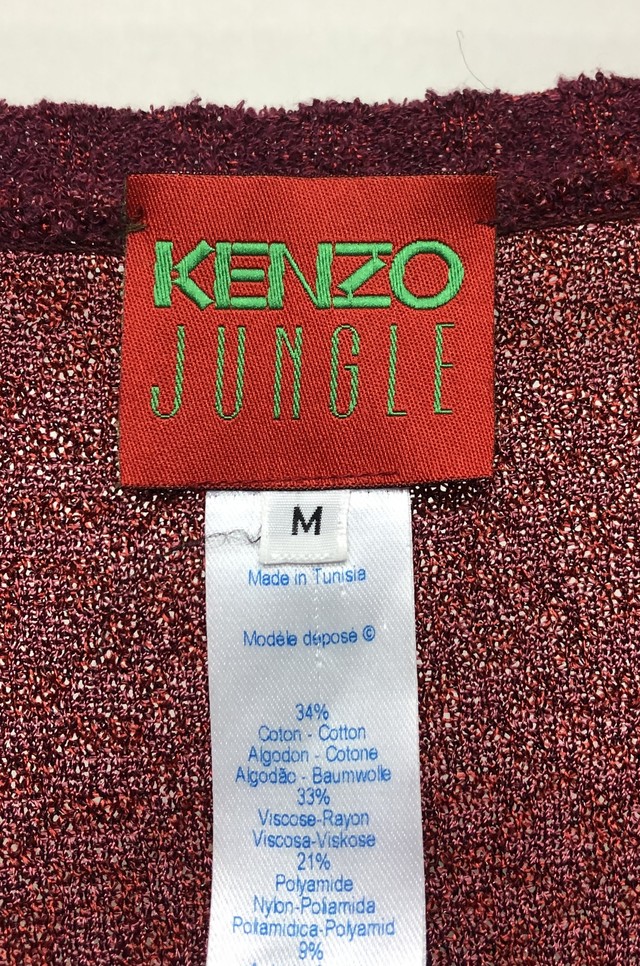 KENZO
JUNGLE
M
Made in Tunisia
Modèle déposé ©
34%
Coton - Cotton
Algodon - Cotone
Algodão - Baumwolle
33%
Viscose-Rayon
Viscosa-Viskose
21%
Polyamide
Nylon-Poliamida
Poliamidica-Polyamid
9%